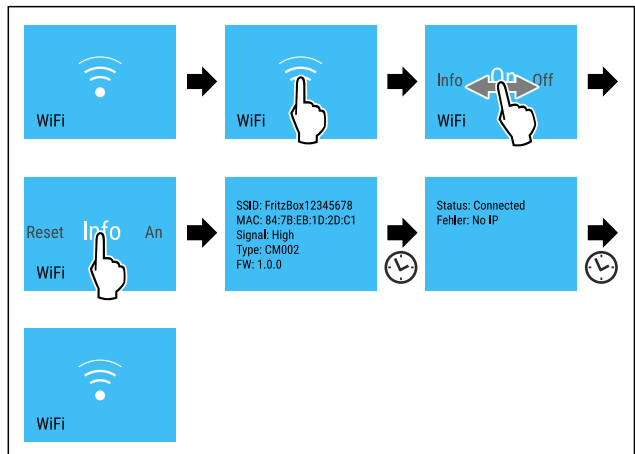 WiFi
WiFi
Info On Off
WiFi
Reset Info An
WiFi
SSID: FritzBox12345678
MAC: 84:7B:EB:1D:2D:C1
Signal: High
Type: CM002
FW: 1.0.0
Status: Connected
Fehler: No IP
WiFi